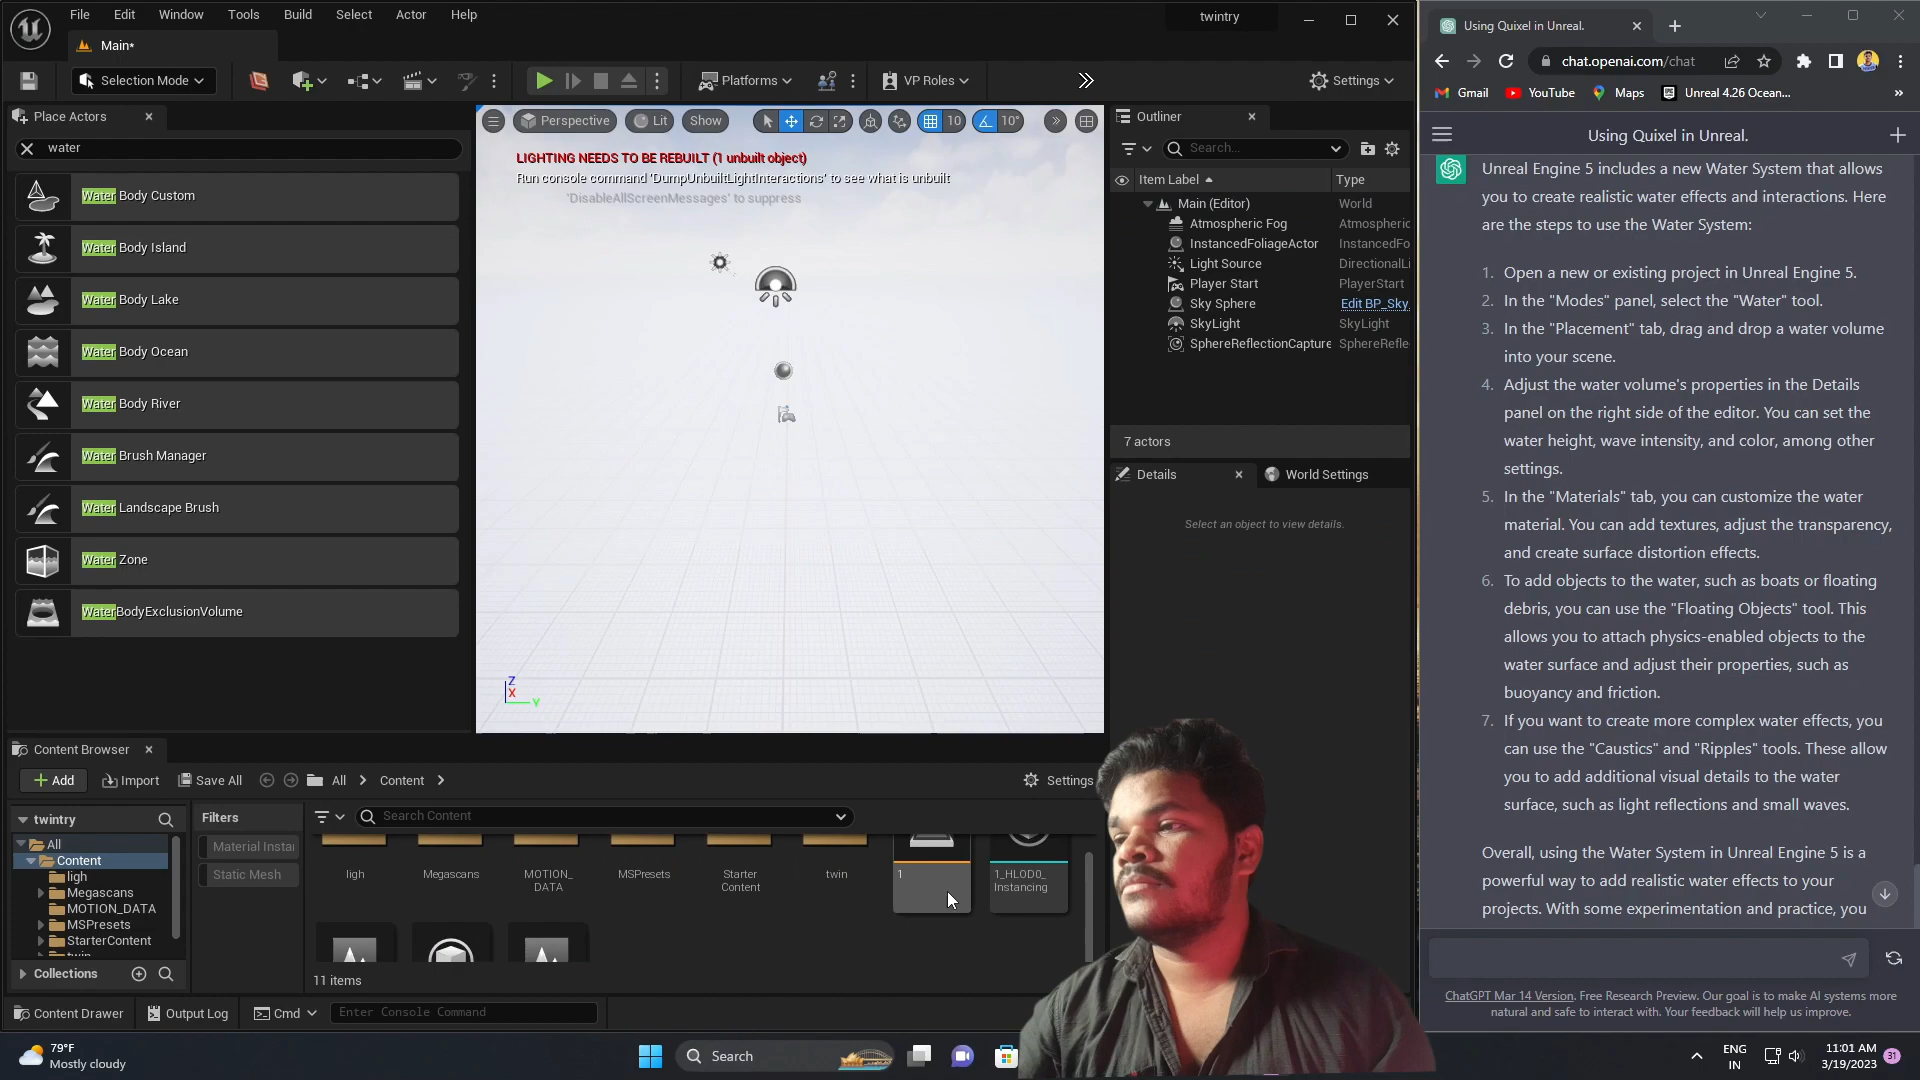 File Edit Window Tools Build Select Actor Help
twintry
Main*
Selection Mode
Platforms
VP Roles
Settings
Place Actors
water
Water Body Custom
Water Body Island
Water Body Lake
Water Body Ocean
Water Body River
Water Brush Manager
Water Landscape Brush
Water Zone
WaterBodyExclusionVolume
Perspective Lit Show 10 10°
LIGHTING NEEDS TO BE REBUILT (1 unbuilt object)
Run console command 'DumpUnbuiltLightInteractions' to see what is unbuilt
'DisableAllScreenMessages' to suppress
Z
X
Y
Outliner
Search...
Item Label Type
Main (Editor) World
Atmospheric Fog Atmospheric
InstancedFoliageActor InstancedFo
Light Source DirectionalLi
Player Start PlayerStart
Sky Sphere Edit BP_Sky
SkyLight SkyLight
SphereReflectionCapture SphereRefle
7 actors
Details
World Settings
Select an object to view details.
Content Browser
Add Import Save All All Content Settings
twintry
All
Content
ligh
Megascans
MOTION_DATA
MSPresets
StarterContent
twin
Collections
Filters
Material Instan
Static Mesh
Search Content
ligh
Megascans
MOTION_
DATA
MSPresets
Starter
Content
twin
1
1_HLOD0_
Instancing
11 items
Content Drawer Output Log Cmd Enter Console Command
Using Quixel in Unreal.
chat.openai.com/chat
Gmail YouTube Maps Unreal 4.26 Ocean...
Using Quixel in Unreal.
Unreal Engine 5 includes a new Water System that allows
you to create realistic water effects and interactions. Here
are the steps to use the Water System:
1. Open a new or existing project in Unreal Engine 5.
2. In the "Modes" panel, select the "Water" tool.
3. In the "Placement" tab, drag and drop a water volume
into your scene.
4. Adjust the water volume's properties in the Details
panel on the right side of the editor. You can set the
water height, wave intensity, and color, among other
settings.
5. In the "Materials" tab, you can customize the water
material. You can add textures, adjust the transparency,
and create surface distortion effects.
6. To add objects to the water, such as boats or floating
debris, you can use the "Floating Objects" tool. This
allows you to attach physics-enabled objects to the
water surface and adjust their properties, such as
buoyancy and friction.
7. If you want to create more complex water effects, you
can use the "Caustics" and "Ripples" tools. These allow
you to add additional visual details to the water
surface, such as light reflections and small waves.
Overall, using the Water System in Unreal Engine 5 is a
powerful way to add realistic water effects to your
projects. With some experimentation and practice, you
ChatGPT Mar 14 Version. Free Research Preview. Our goal is to make AI systems more
natural and safe to interact with. Your feedback will help us improve.
79°F
Mostly cloudy
Search
ENG
IN
11:01 AM
3/19/2023
31